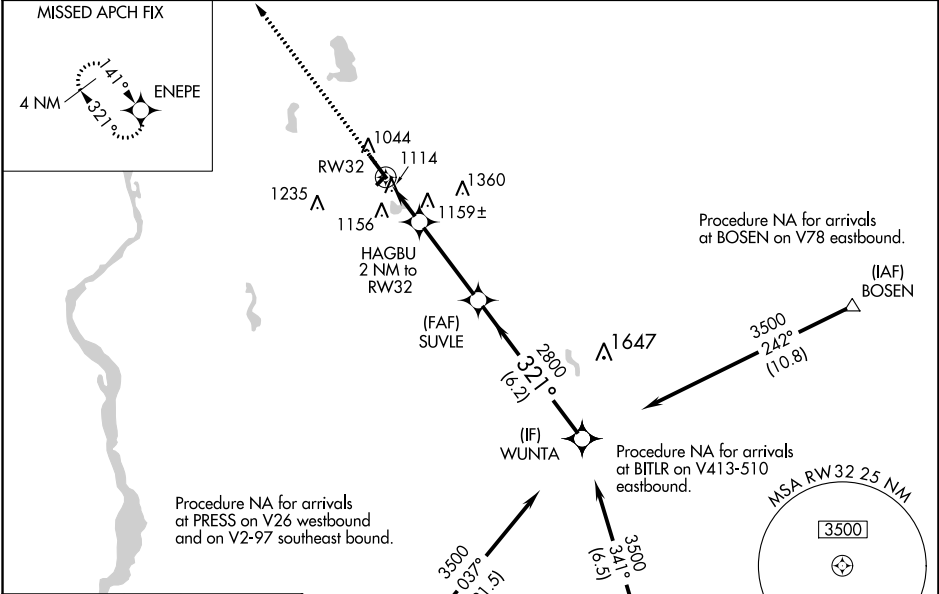 MISSED APCH FIX
4 NM
141°
321°
ENEPE
1044
RW32
1114
1235
1156
1360
1159±
HAGBU
2 NM to
RW32
Procedure NA for arrivals
at BOSEN on V78 eastbound.
(IAF)
BOSEN
3500
242°
(10.8)
(FAF)
SUVLE
1647
2800
321°
(6.2)
(IF)
WUNTA
Procedure NA for arrivals
at BITLR on V413-510
eastbound.
Procedure NA for arrivals
at PRESS on V26 westbound
and on V2-97 southeast bound.
3500
037°
3500
341°
(6.5)
MSA RW32 25 NM
3500